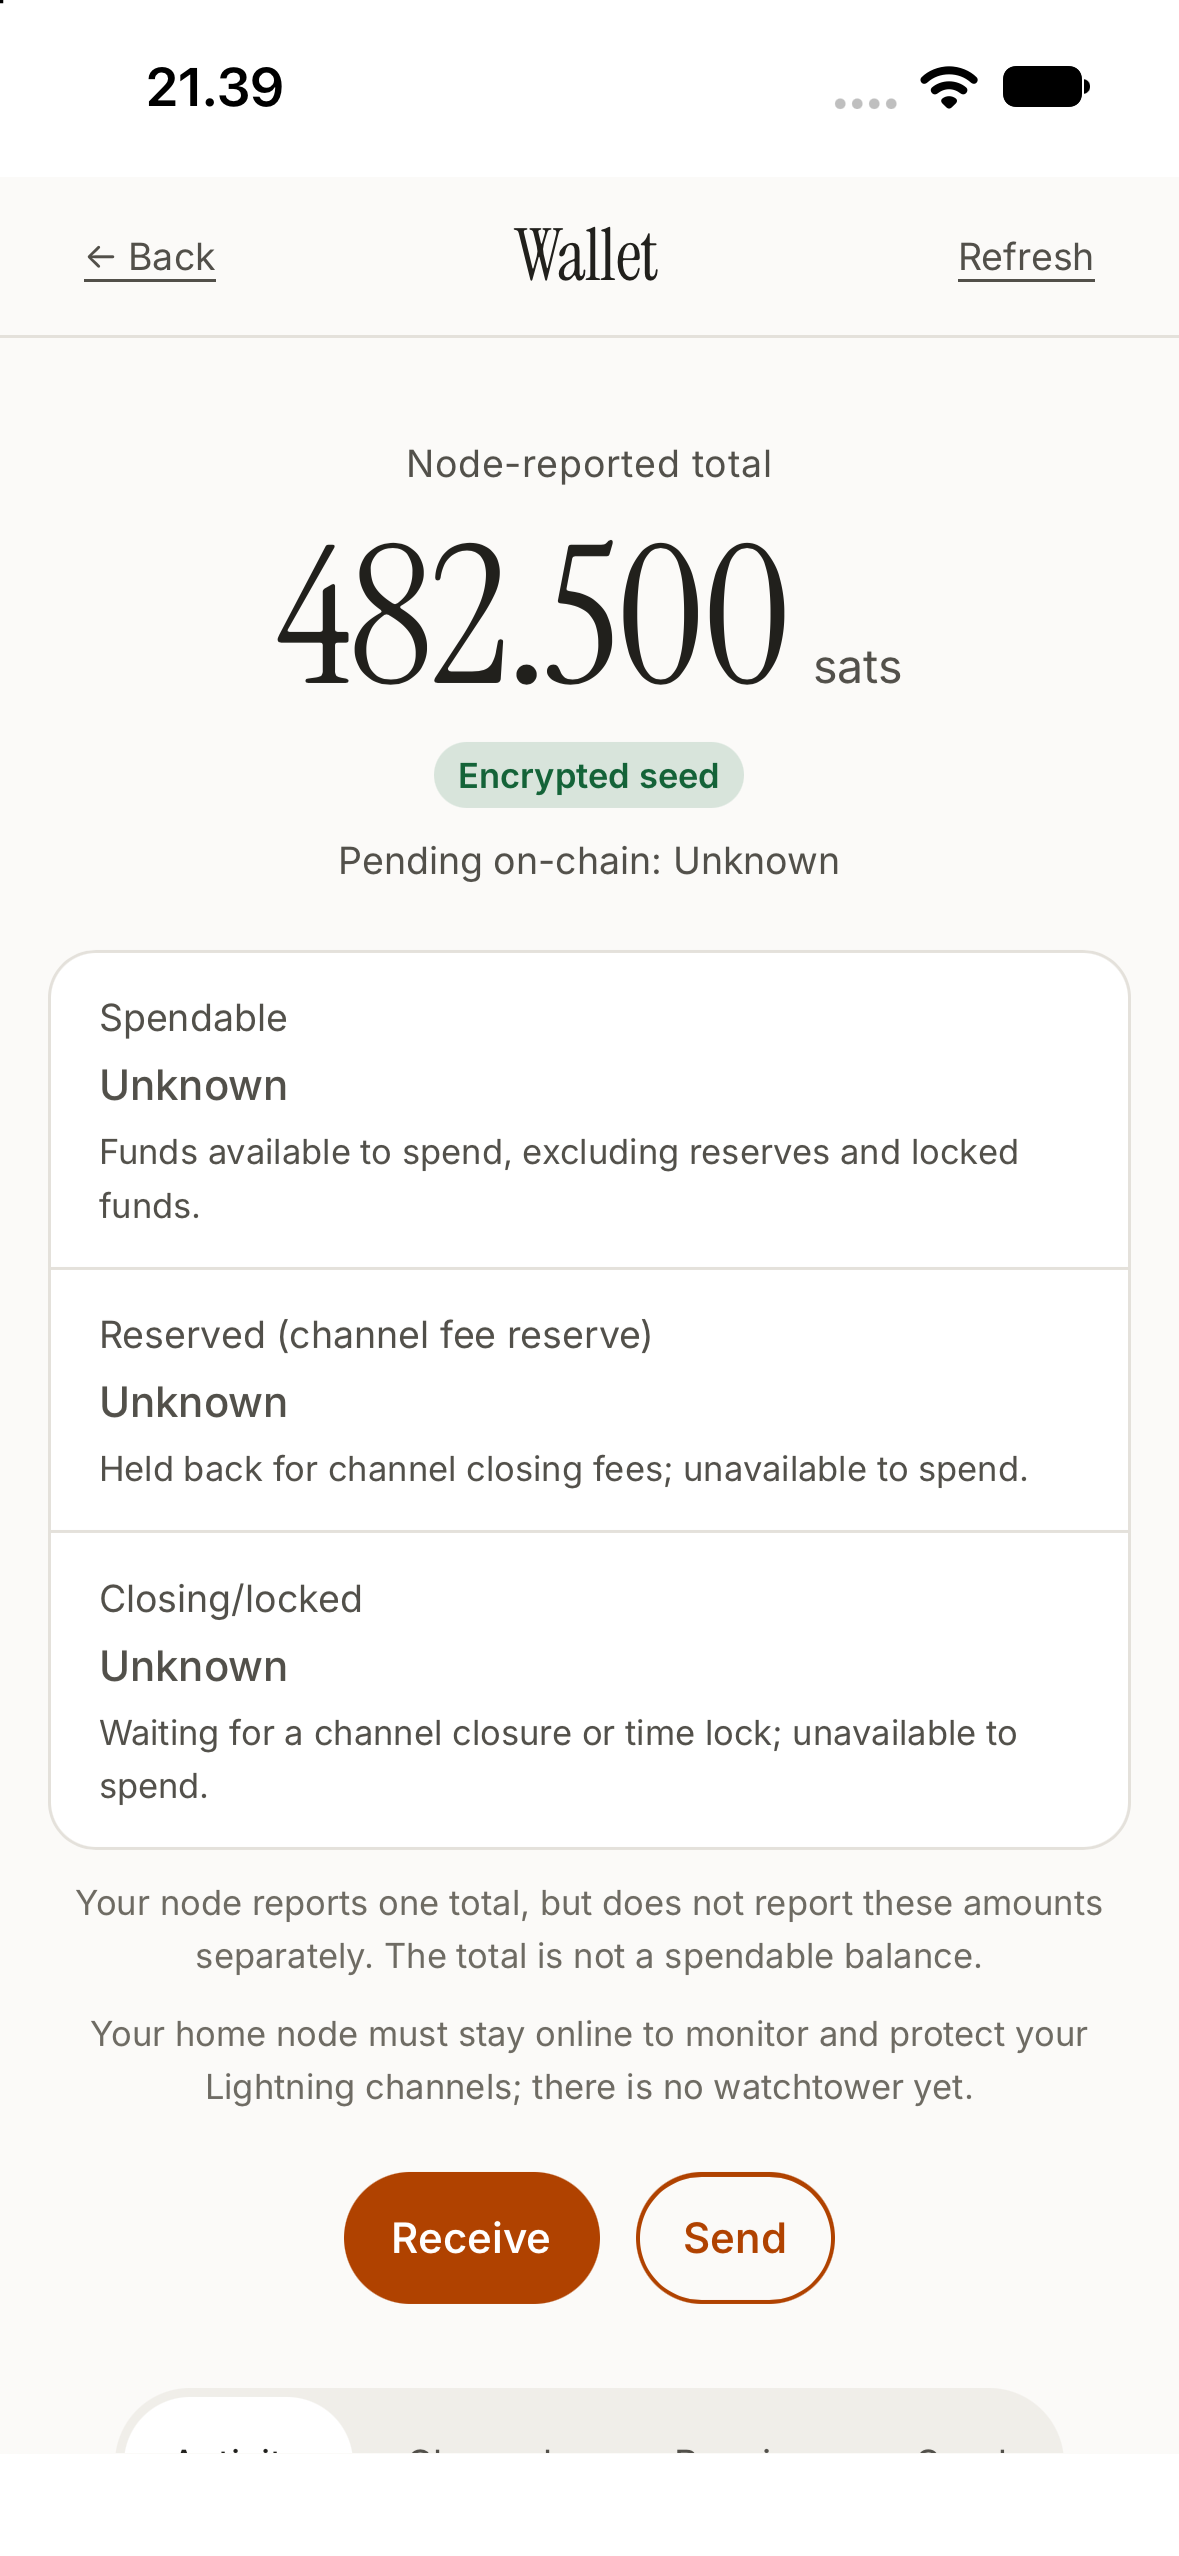 21.39
← Back
Wallet
Refresh
Node-reported total
482.500 sats
Encrypted seed
Pending on-chain: Unknown
Spendable
Unknown
Funds available to spend, excluding reserves and locked
funds.
Reserved (channel fee reserve)
Unknown
Held back for channel closing fees; unavailable to spend.
Closing/locked
Unknown
Waiting for a channel closure or time lock; unavailable to
spend.
Your node reports one total, but does not report these amounts
separately. The total is not a spendable balance.
Your home node must stay online to monitor and protect your
Lightning channels; there is no watchtower yet.
Receive
Send